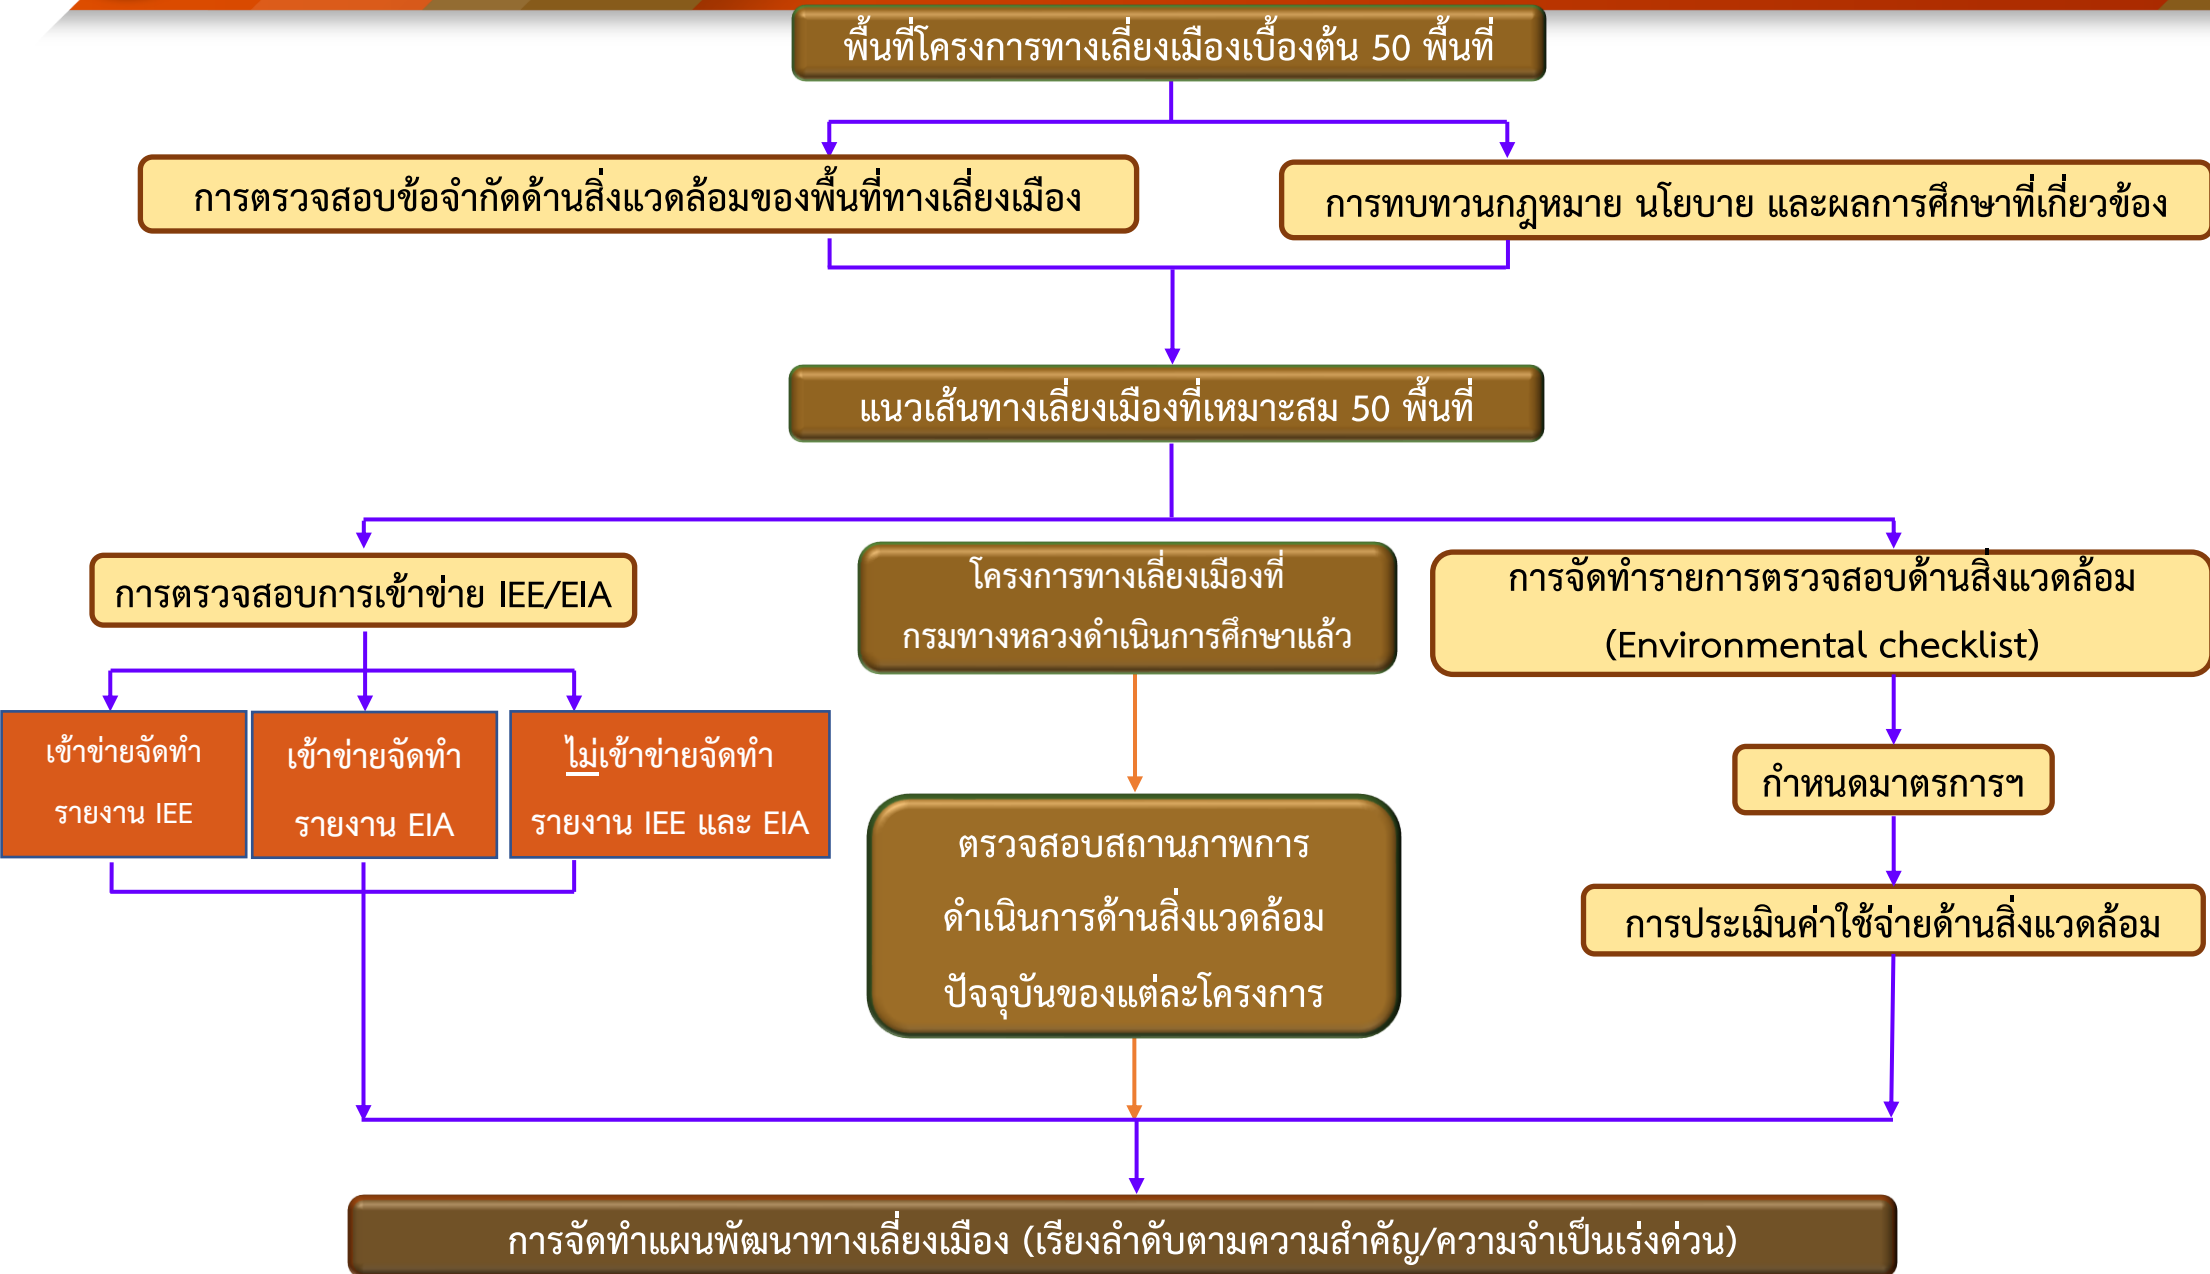 พื้นที่โครงการทางเลี่ยงเมืองเบื้องต้น 50 พื้นที่
การตรวจสอบข้อจำกัดด้านสิ่งแวดล้อมของพื้นที่ทางเลี่ยงเมือง
การทบทวนกฎหมาย นโยบาย และผลการศึกษาที่เกี่ยวข้อง
แนวเส้นทางเลี่ยงเมืองที่เหมาะสม 50 พื้นที่
การตรวจสอบการเข้าข่าย IEE/EIA
โครงการทางเลี่ยงเมืองที่
กรมทางหลวงดำเนินการศึกษาแล้ว
การจัดทำรายการตรวจสอบด้านสิ่งแวดล้อม
(Environmental checklist)
เข้าข่ายจัดทำ
รายงาน IEE
เข้าข่ายจัดทำ
รายงาน EIA
ไม่เข้าข่ายจัดทำ
รายงาน IEE และ EIA
ตรวจสอบสถานภาพการ
ดำเนินการด้านสิ่งแวดล้อม
ปัจจุบันของแต่ละโครงการ
กำหนดมาตรการฯ
การประเมินค่าใช้จ่ายด้านสิ่งแวดล้อม
การจัดทำแผนพัฒนาทางเลี่ยงเมือง (เรียงลำดับตามความสำคัญ/ความจำเป็นเร่งด่วน)